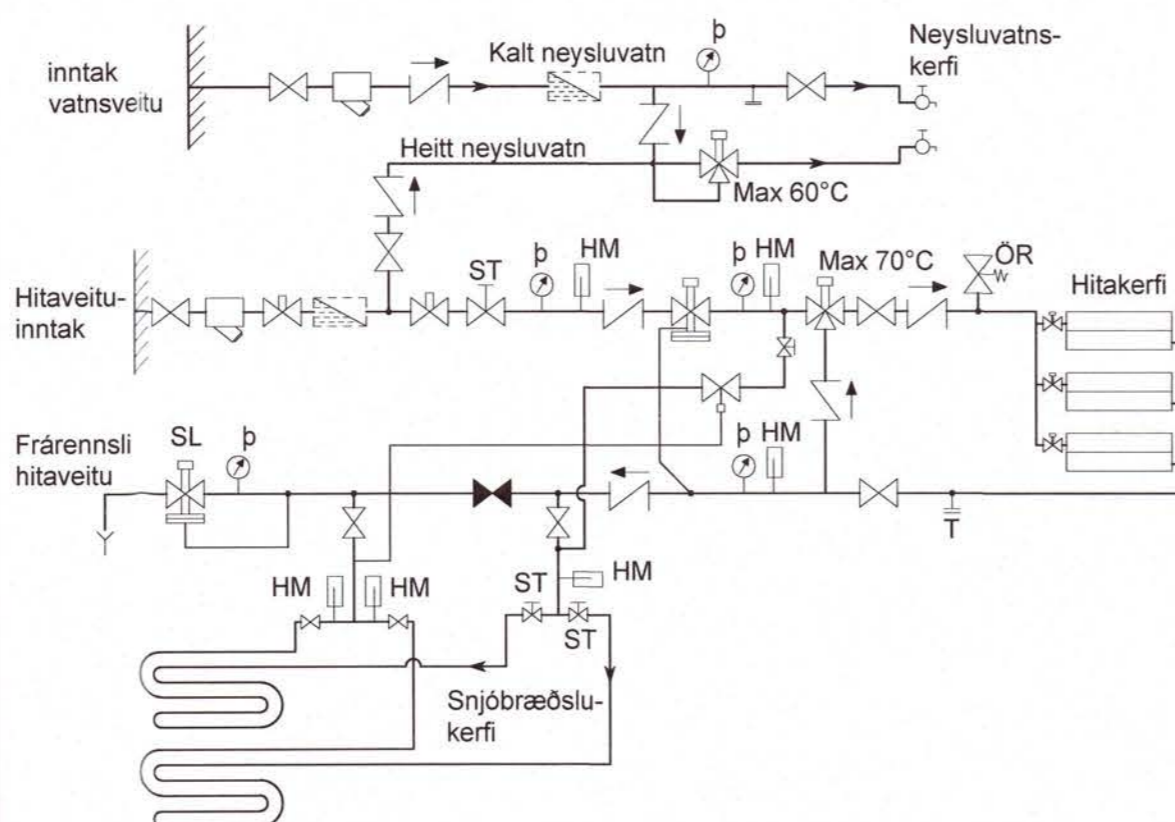 inntak
vatnsveitu
Kalt neysluvatn
þ
Neysluvatns-
kerfi
Heitt neysluvatn
Max 60°C
Hitaveitu-
inntak
ST
þ
HM
þ
HM
Max 70°C
ÖR
Hitakerfi
Frárennsli
hitaveitu
SL
þ
þ
HM
T
HM
HM
ST
HM
ST
Snjóbræðslu-
kerfi